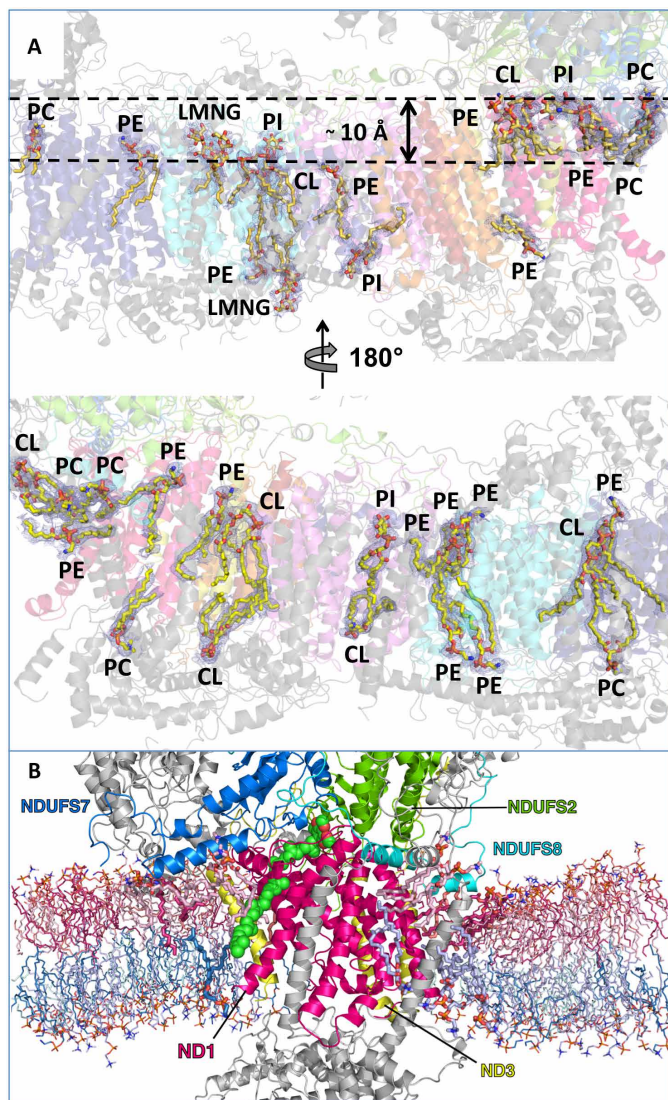 A
PC
PE
LMNG
PI
~ 10 Å
PE
CL
PI
PC
CL
PE
PE
PC
PE
LMNG
PI
PE
180°
CL
PC
PC
PE
PE
CL
PI
PE
PE
PE
PE
CL
PE
PC
CL
CL
PE
PE
PC
B
NDUFS7
NDUFS2
NDUFS8
ND1
ND3